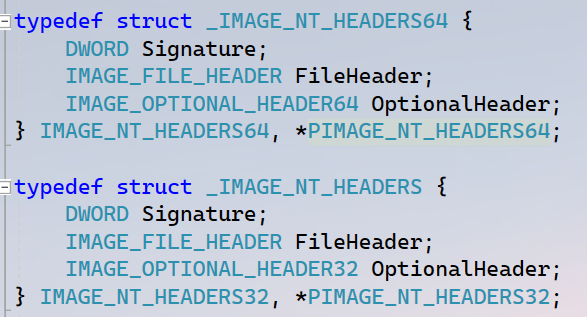 typedef struct _IMAGE_NT_HEADERS64 {
    DWORD Signature;
    IMAGE_FILE_HEADER FileHeader;
    IMAGE_OPTIONAL_HEADER64 OptionalHeader;
} IMAGE_NT_HEADERS64, *PIMAGE_NT_HEADERS64;
typedef struct _IMAGE_NT_HEADERS {
    DWORD Signature;
    IMAGE_FILE_HEADER FileHeader;
    IMAGE_OPTIONAL_HEADER32 OptionalHeader;
} IMAGE_NT_HEADERS32, *PIMAGE_NT_HEADERS32;